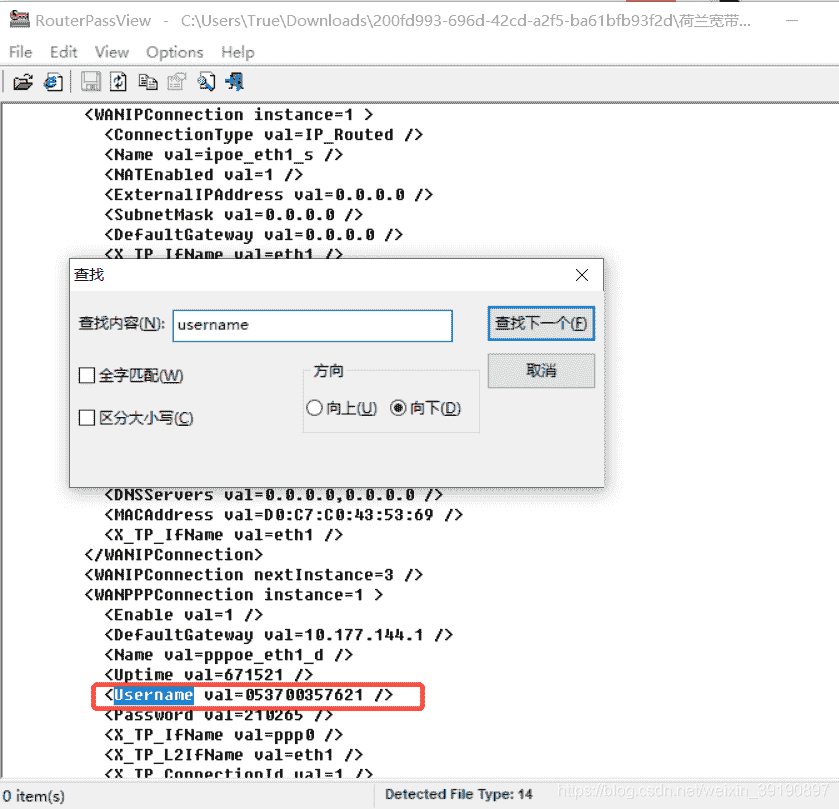 RouterPassView - C:\Users\True\Downloads\200fd993-696d-42cd-a2f5-ba61bfb93f2d\荷兰宽带...
File Edit View Options Help
<WANIPConnection instance=1 >
<ConnectionType val=IP_Routed />
<Name val=ipoe_eth1_s />
<NATEnabled val=1 />
<ExternalIPAddress val=0.0.0.0 />
<SubnetMask val=0.0.0.0 />
<DefaultGateway val=0.0.0.0 />
<X_TP_IfName val=eth1 />
查找
查找内容(N): username
查找下一个(F)
全字匹配(W)
方向
取消
向上(U) 向下(D)
区分大小写(C)
<DNSServers val=0.0.0.0,0.0.0.0 />
<MACAddress val=D0:C7:C0:43:53:69 />
<X_TP_IfName val=eth1 />
</WANIPConnection>
<WANIPConnection nextInstance=3 />
<WANPPPConnection instance=1 >
<Enable val=1 />
<DefaultGateway val=10.177.144.1 />
<Name val=pppoe_eth1_d />
<Uptime val=671521 />
<Username val=053700357621 />
<Password val=210265 />
<X_TP_IfName val=ppp0 />
<X_TP_L2IfName val=eth1 />
<X_TP_ConnectionId val=1 />
0 item(s)
Detected File Type: 14
https://blog.csdn.net/weixin_39190897